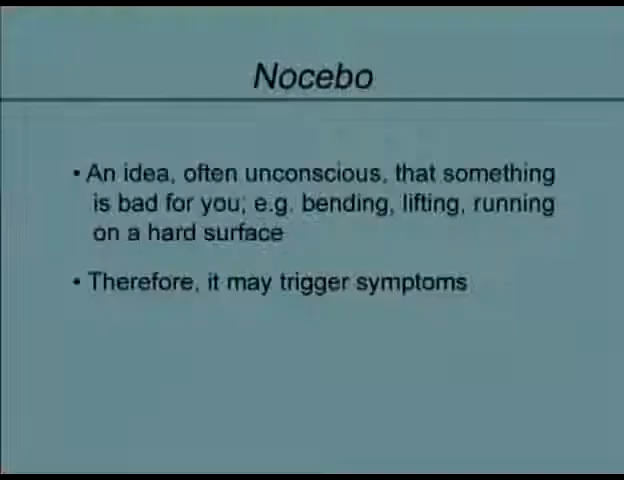 Nocebo
• An idea, often unconscious, that something
is bad for you; e.g. bending, lifting, running
on a hard surface
• Therefore, it may trigger symptoms